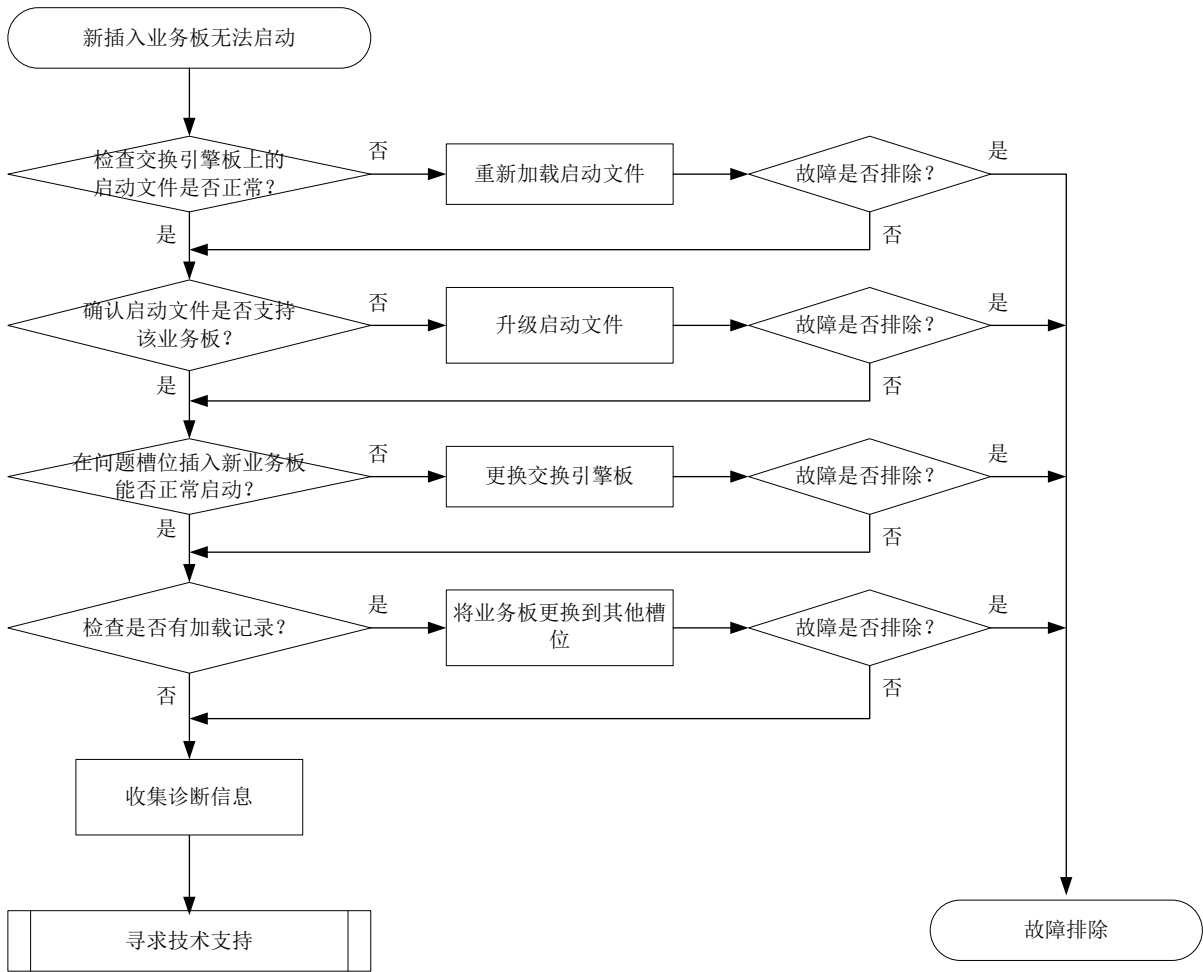 新插入业务板无法启动
检查交换引擎板上的
启动文件是否正常？
否
重新加载启动文件
故障是否排除？
是
是
否
确认启动文件是否支持
该业务板？
否
升级启动文件
故障是否排除？
是
是
否
在问题槽位插入新业务板
能否正常启动？
否
更换交换引擎板
故障是否排除？
是
是
否
检查是否有加载记录？
是
将业务板更换到其他槽
位
故障是否排除？
是
否
否
收集诊断信息
寻求技术支持
故障排除